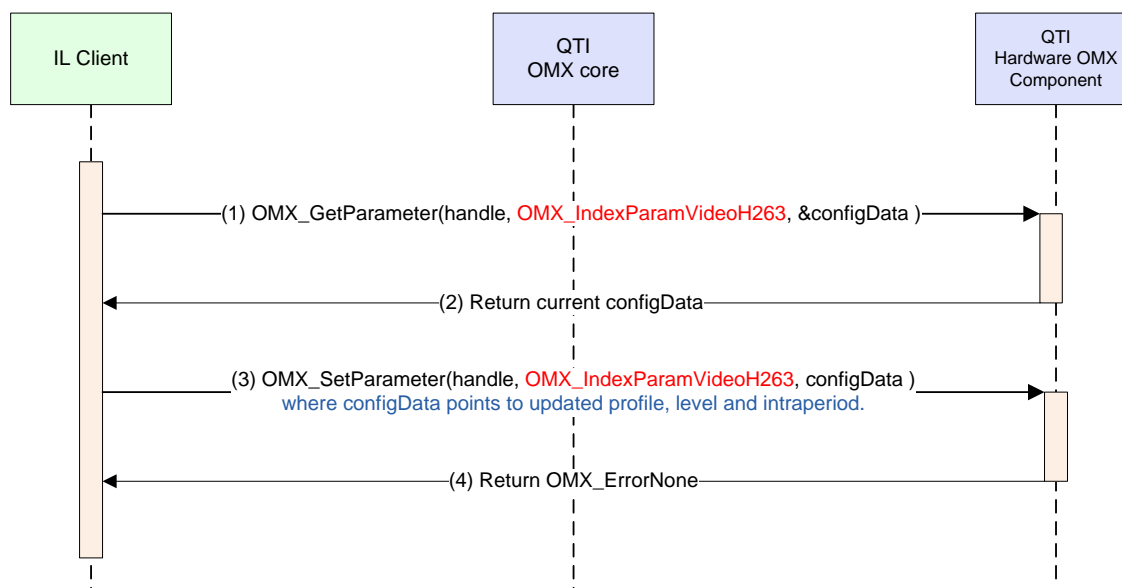 IL Client
QTI
OMX core
QTI
Hardware OMX
Component
(1) OMX_GetParameter(handle, OMX_IndexParamVideoH263, &configData )
(2) Return current configData
(3) OMX_SetParameter(handle, OMX_IndexParamVideoH263, configData )
where configData points to updated profile, level and intraperiod.
(4) Return OMX_ErrorNone